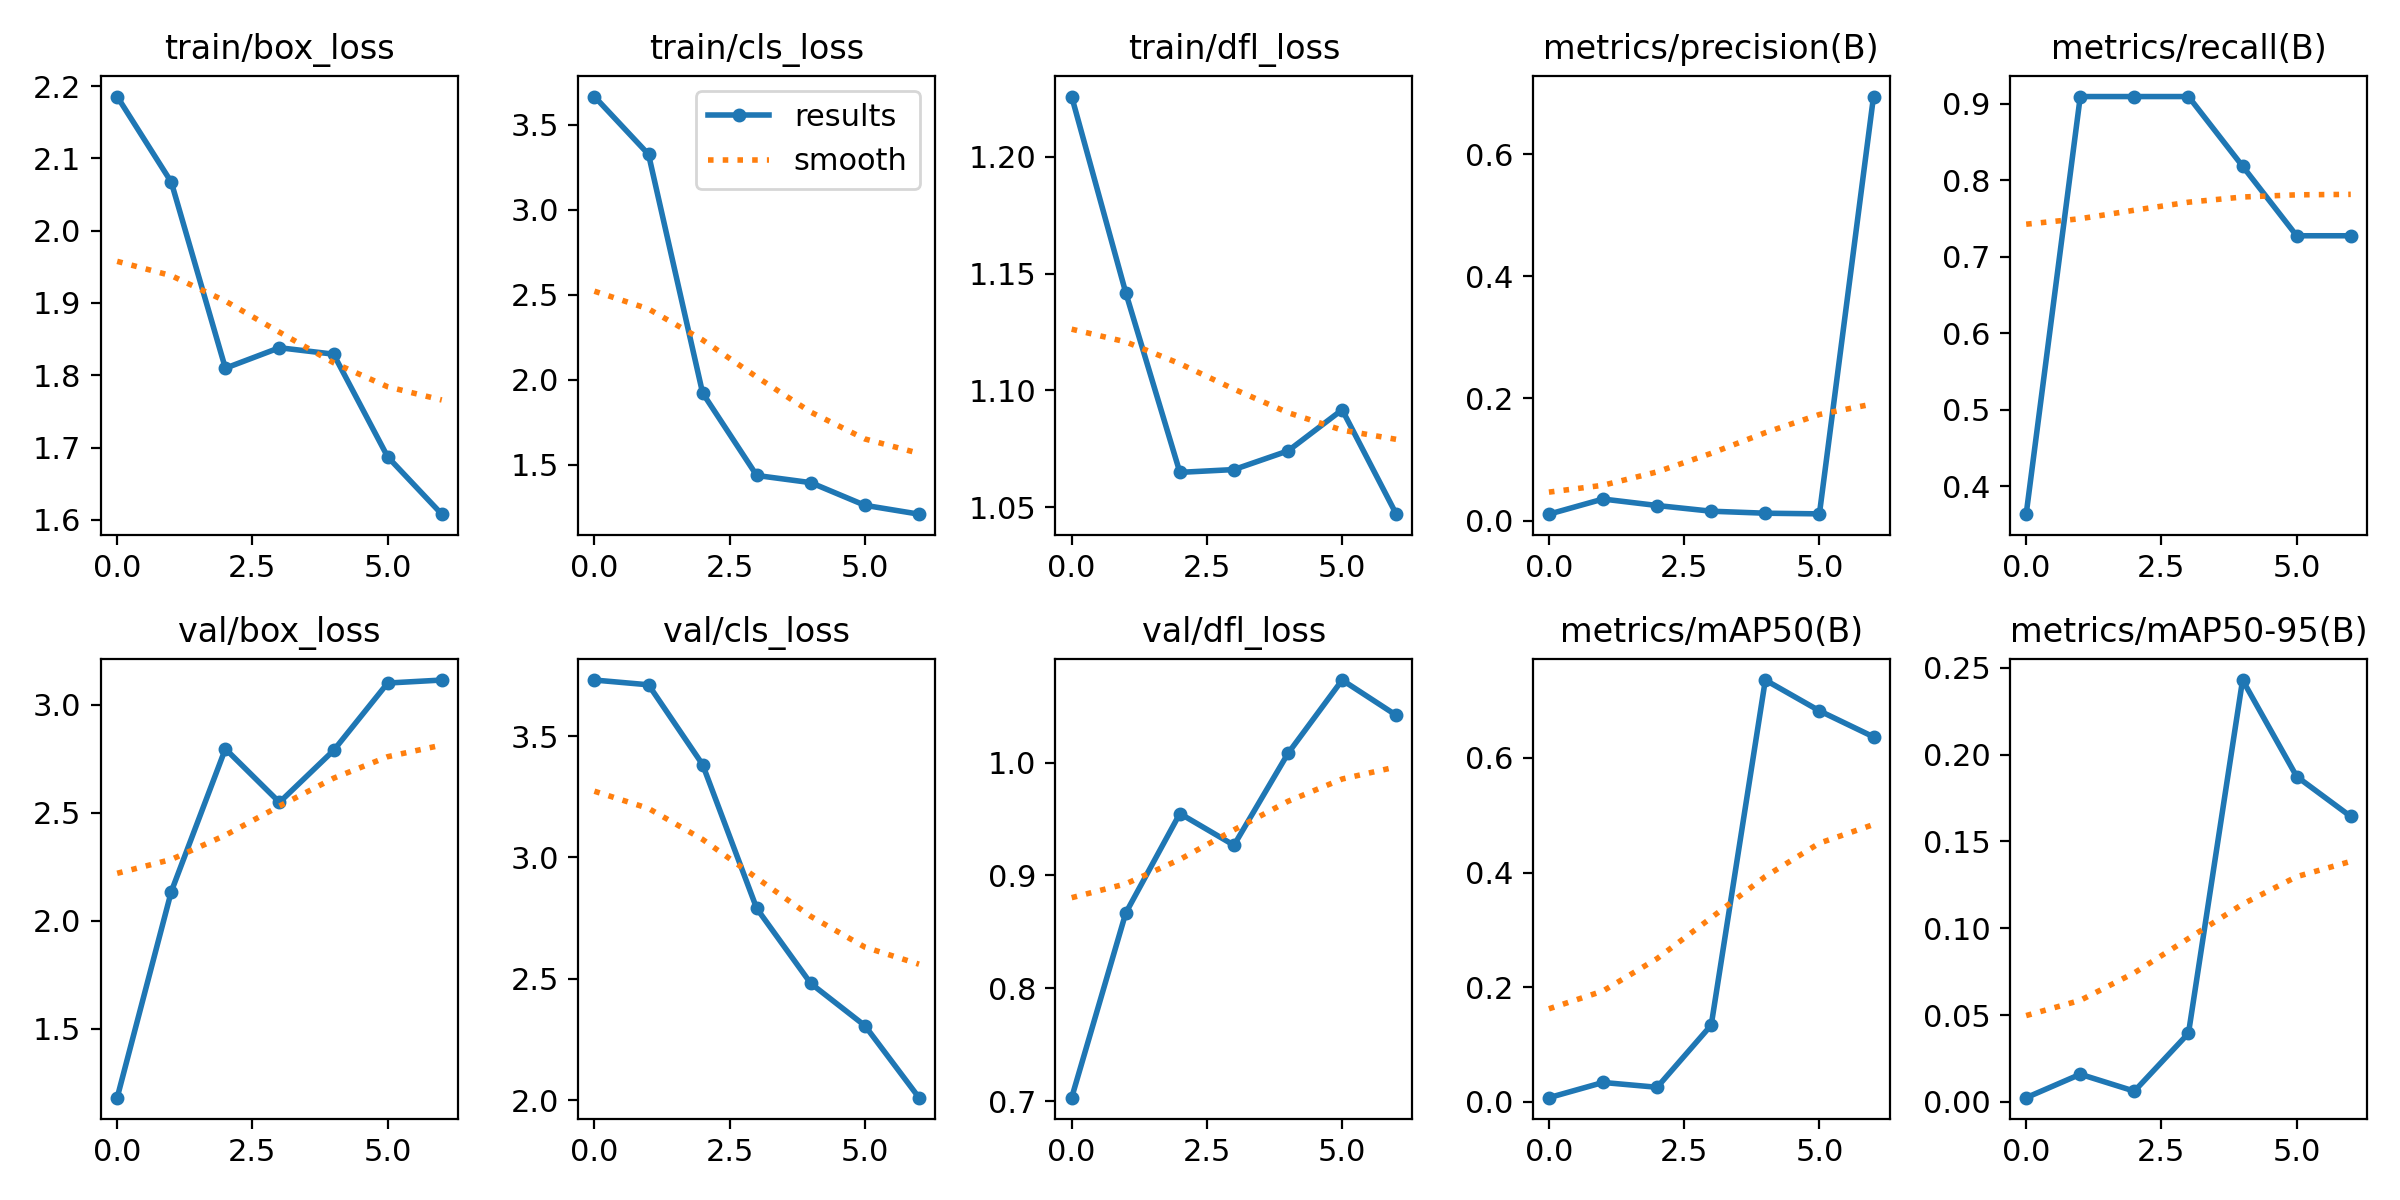 train/box_loss
2.2
2.1
2.0
1.9
1.8
1.7
1.6
0.0 2.5 5.0
train/cls_loss
results
smooth
3.5
3.0
2.5
2.0
1.5
0.0 2.5 5.0
train/dfl_loss
1.20
1.15
1.10
1.05
0.0 2.5 5.0
metrics/precision(B)
0.6
0.4
0.2
0.0
0.0 2.5 5.0
metrics/recall(B)
0.9
0.8
0.7
0.6
0.5
0.4
0.0 2.5 5.0
val/box_loss
3.0
2.5
2.0
1.5
0.0 2.5 5.0
val/cls_loss
3.5
3.0
2.5
2.0
0.0 2.5 5.0
val/dfl_loss
1.0
0.9
0.8
0.7
0.0 2.5 5.0
metrics/mAP50(B)
0.6
0.4
0.2
0.0
0.0 2.5 5.0
metrics/mAP50-95(B)
0.25
0.20
0.15
0.10
0.05
0.00
0.0 2.5 5.0